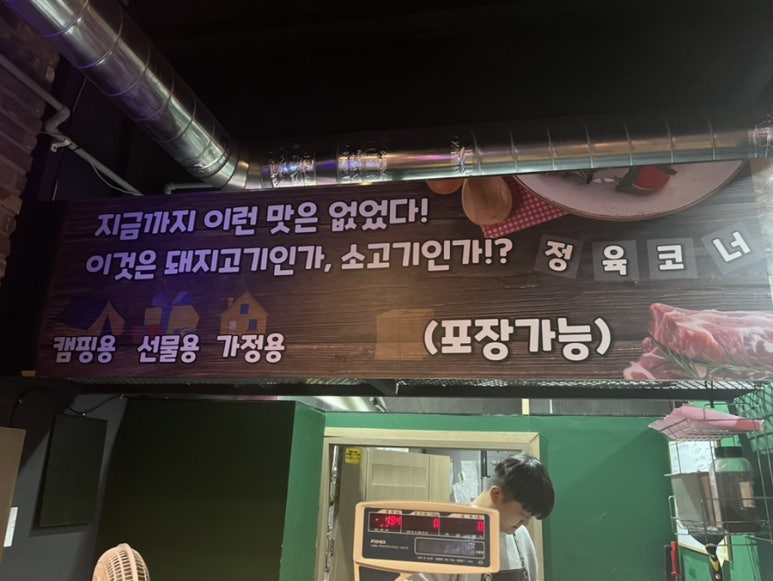 지금까지 이런 맛은 없었다!
이것은 돼지고기인가, 소고기인가!?
정육코너
캠핑용 선물용 가정용
(포장가능)